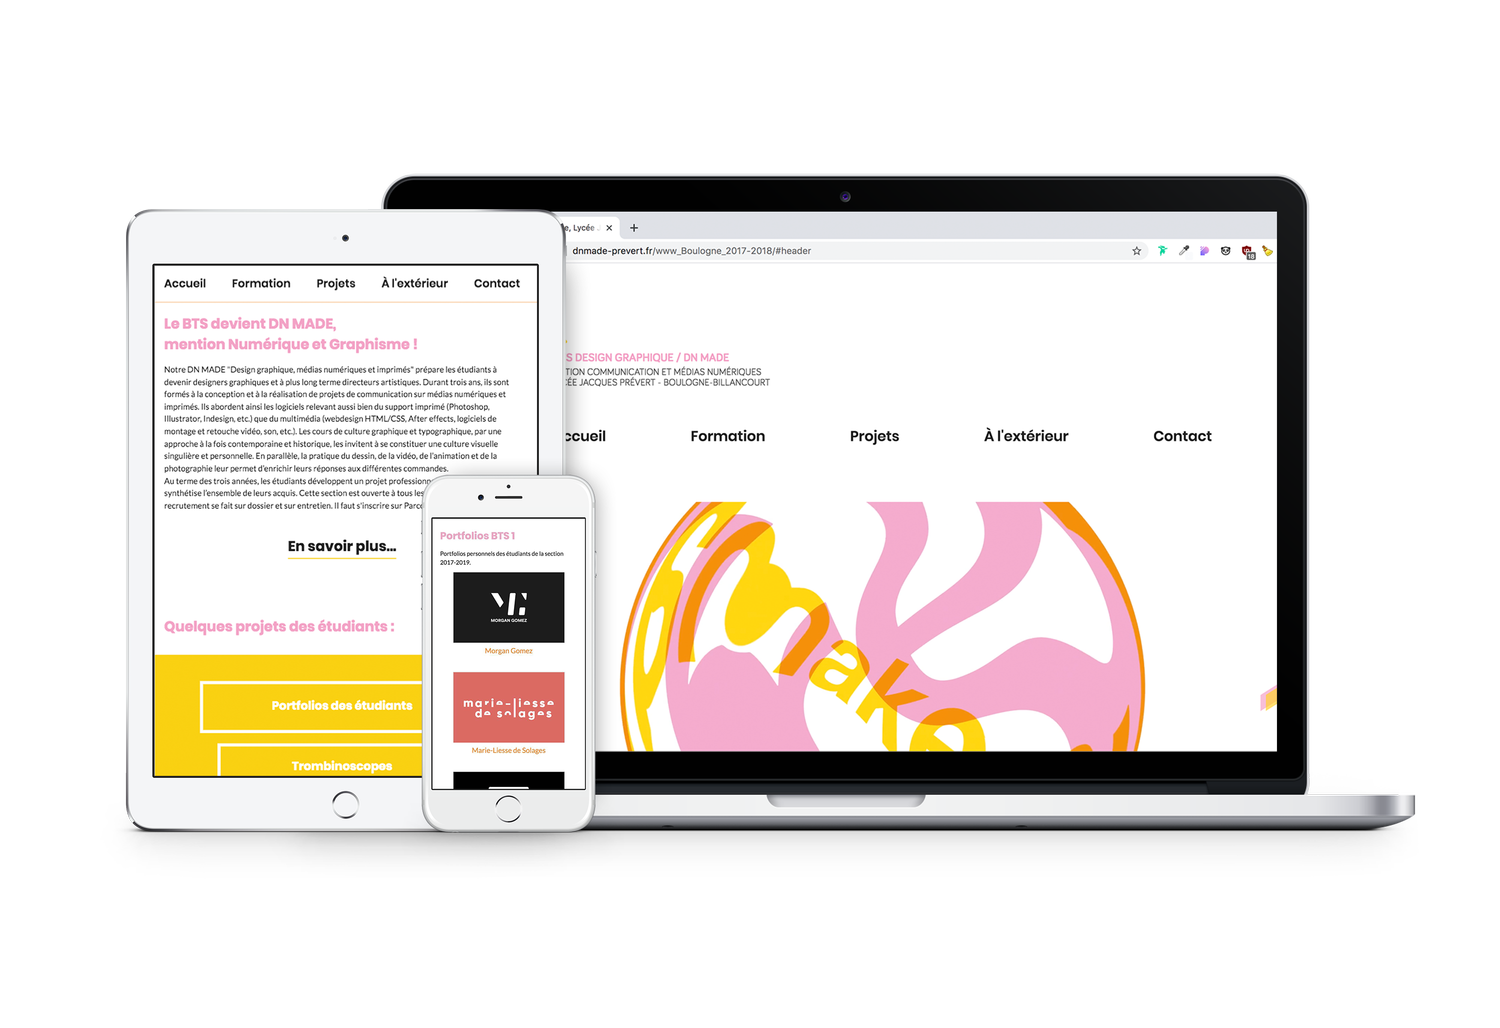 Accueil Formation Projets À l'extérieur Contact
Le BTS devient DN MADE,
mention Numérique et Graphisme !
Notre DN MADE "Design graphique, médias numériques et imprimés" prépare les étudiants à
devenir designers graphiques et à plus long terme directeurs artistiques. Durant trois ans, ils sont
formés à la conception et à la réalisation de projets de communication sur médias numériques et
imprimés. Ils abordent ainsi les logiciels relevant aussi bien du support imprimé (Photoshop,
Illustrator, Indesign, etc.) que du multimédia (webdesign HTML/CSS, After effects, logiciels de
montage et retouche vidéo, son, etc.). Les cours de culture graphique et typographique, par une
approche à la fois contemporaine et historique, les invitent à se constituer une culture visuelle
singulière et personnelle. En parallèle, la pratique du dessin, de la vidéo, de l'animation et de la
photographie leur permet d'enrichir leurs réponses aux différentes commandes.
Au terme des trois années, les étudiants développent un projet profession
synthétise l'ensemble de leurs acquis. Cette section est ouverte à tous les
recrutement se fait sur dossier et sur entretien. Il faut s'inscrire sur Parco
En savoir plus...
Quelques projets des étudiants :
Portfolios des étudiants
Trombinoscopes
Portfolios BTS 1
Portfolios personnels des étudiants de la section
2017-2019.
MORGAN GOMEZ
Morgan Gomez
marie-liesse
de solages
Marie-Liesse de Solages
e, Lycée
dnmade-prevert.fr/www_Boulogne_2017-2018/#header
18
S DESIGN GRAPHIQUE / DN MADE
TION COMMUNICATION ET MÉDIAS NUMÉRIQUES
CÉE JACQUES PRÉVERT - BOULOGNE-BILLANCOURT
ccueil Formation Projets À l'extérieur Contact
make